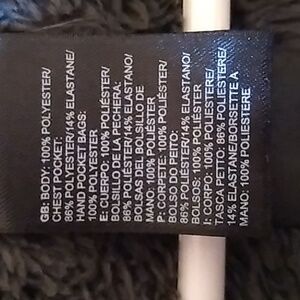 GB: BODY: 100% POLYESTER/
CHEST POCKET:
86% POLYESTER/14% ELASTANE/
HAND POCKET BAGS:
100% POLYESTER
E: CUERPO: 100% POLIÉSTER/
BOLSILLO DE LA PECHERA:
86% POLIÉSTER/14% ELASTANO/
BOLSAS DEL BOLSILLO DE
MANO: 100% POLIÉSTER
P: CORPETE: 100% POLIÉSTER/
BOLSO DO PEITO:
86% POLIÉSTER/14% ELASTANO/
BOLSOS: 100% POLIÉSTER
I: CORPO: 100% POLIESTERE/
TASCA PETTO: 86% POLIESTERE/
14% ELASTANE/BORSETTE A
MANO: 100% POLIESTERE